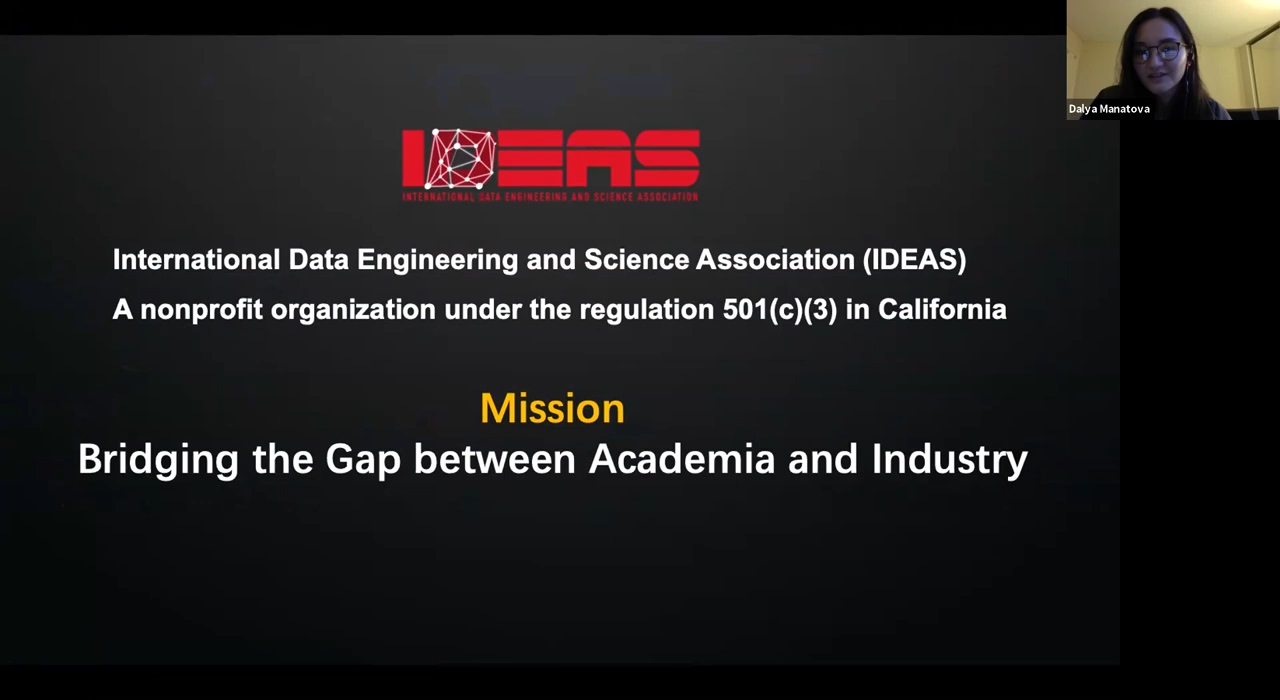 Dalya Manatova
IDEAS
INTERNATIONAL DATA ENGINEERING AND SCIENCE ASSOCIATION
International Data Engineering and Science Association (IDEAS)
A nonprofit organization under the regulation 501(c)(3) in California
Mission
Bridging the Gap between Academia and Industry